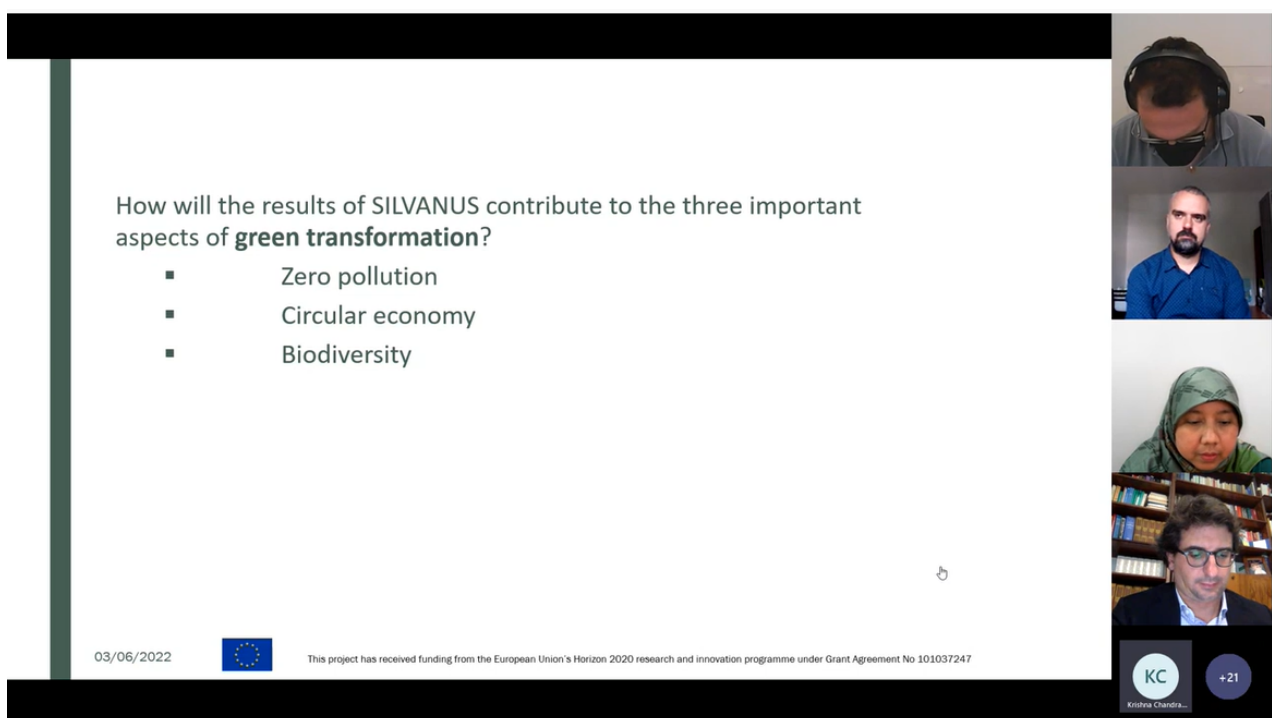 How will the results of SILVANUS contribute to the three important
aspects of green transformation?
▪ Zero pollution
▪ Circular economy
▪ Biodiversity
03/06/2022
This project has received funding from the European Union´s Horizon 2020 research and innovation programme under Grant Agreement No 101037247
KC
+21
Krishna Chandra...